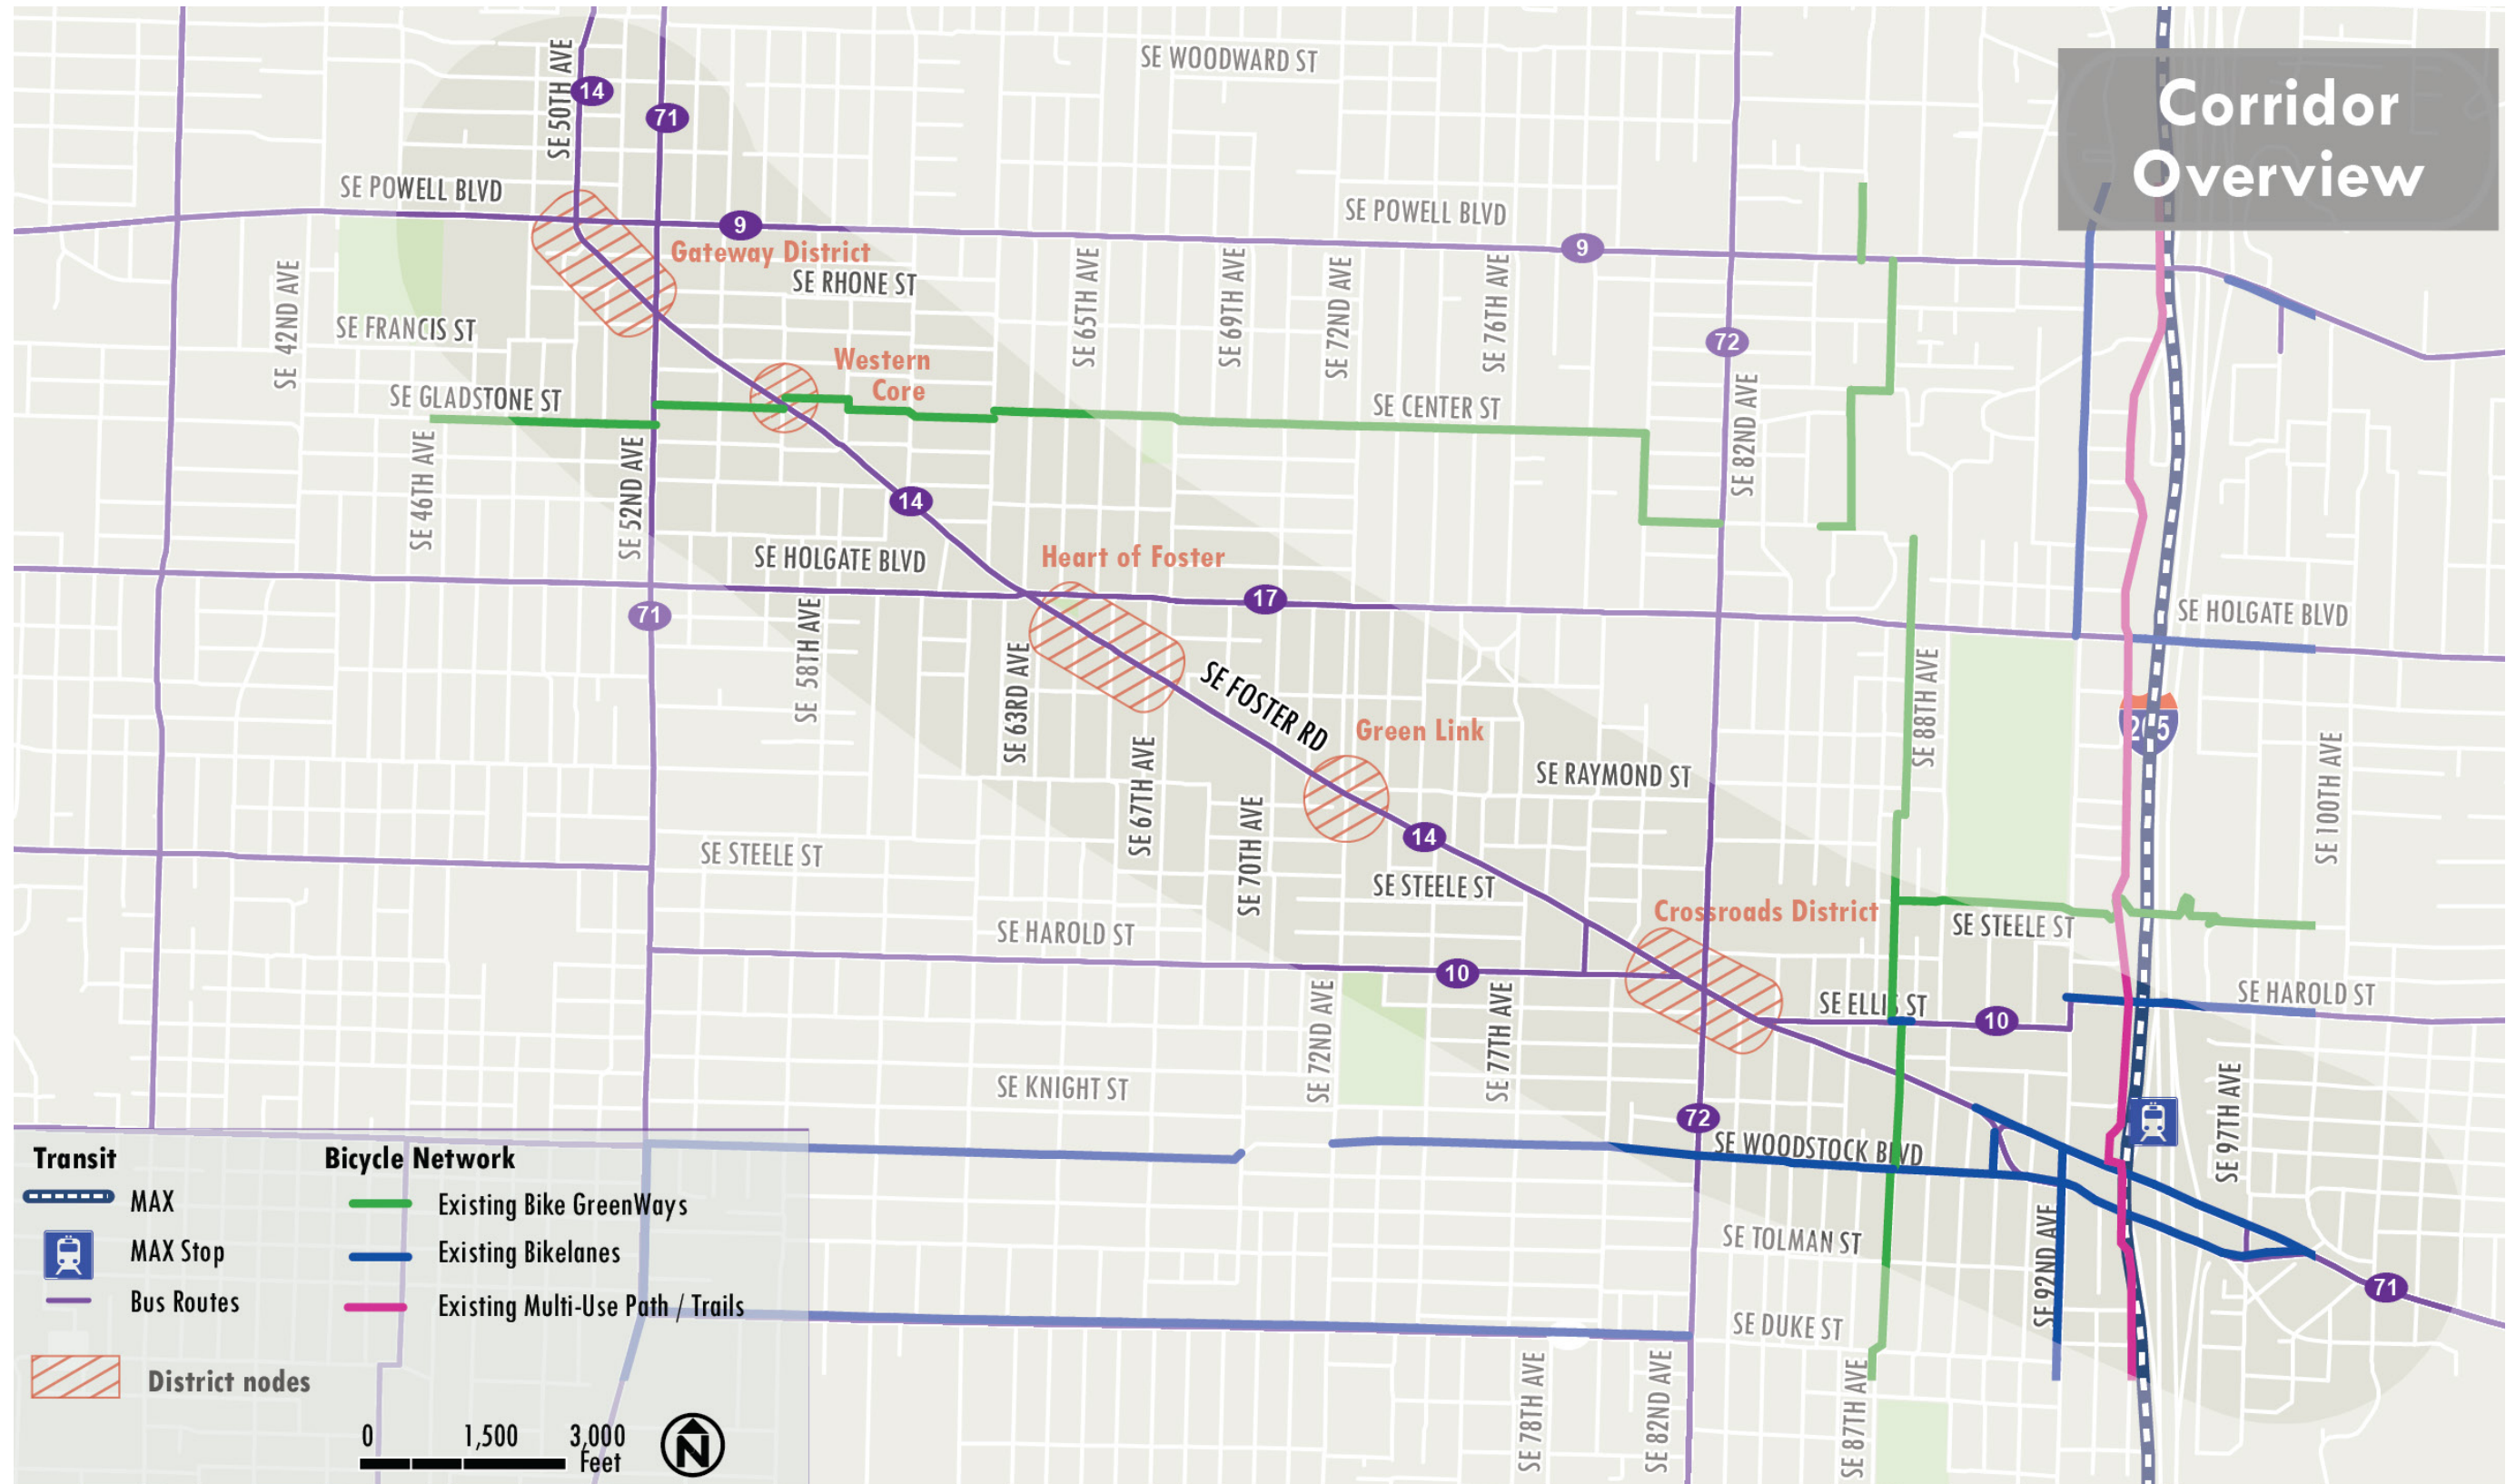 Corridor
Overview
SE WOODWARD ST
SE 50TH AVE
14
71
SE POWELL BLVD
9
SE POWELL BLVD
9
Gateway District
SE RHONE ST
SE 42ND AVE
SE FRANCIS ST
SE 65TH AVE
SE 69TH AVE
SE 72ND AVE
SE 76TH AVE
72
Western
Core
SE GLADSTONE ST
SE CENTER ST
SE 82ND AVE
SE 46TH AVE
SE 52ND AVE
14
SE HOLGATE BLVD
Heart of Foster
17
71
SE HOLGATE BLVD
SE 58TH AVE
SE 63RD AVE
SE FOSTER RD
SE 88TH AVE
205
Green Link
SE 67TH AVE
SE RAYMOND ST
SE 100TH AVE
SE 70TH AVE
14
SE STEELE ST
SE STEELE ST
Crossroads District
SE STEELE ST
SE HAROLD ST
10
SE 72ND AVE
SE 77TH AVE
SE ELLIS ST
10
SE HAROLD ST
SE KNIGHT ST
72
SE WOODSTOCK BLVD
SE 97TH AVE
SE TOLMAN ST
SE 92ND AVE
71
SE DUKE ST
SE 78TH AVE
SE 82ND AVE
SE 87TH AVE
Transit
MAX
MAX Stop
Bus Routes
District nodes
Bicycle Network
Existing Bike GreenWays
Existing Bikelanes
Existing Multi-Use Path / Trails
0 1,500 3,000
Feet
N